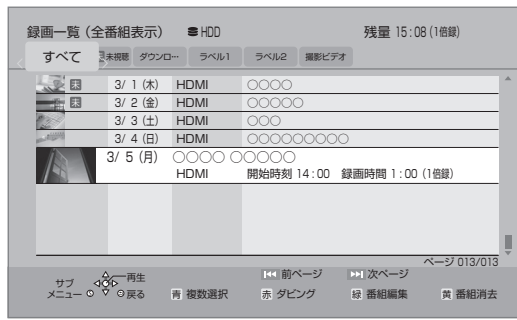 録画一覧（全番組表示） HDD 残量 15:08（1倍録）
すべて 未視聴 ダウンロ… ラベル1 ラベル2 撮影ビデオ
未 3/ 1（木） HDMI ○○○○
未 3/ 2（金） HDMI ○○○○○
3/ 3（土） HDMI ○○○
3/ 4（日） HDMI ○○○○○○○○○
3/ 5（月） ○○○○ ○○○○○
HDMI 開始時刻 14:00 録画時間 1:00（1倍録）
ページ 013/013
サブメニュー 再生 戻る 前ページ 次ページ
青 複数選択 赤 ダビング 緑 番組編集 黄 番組消去